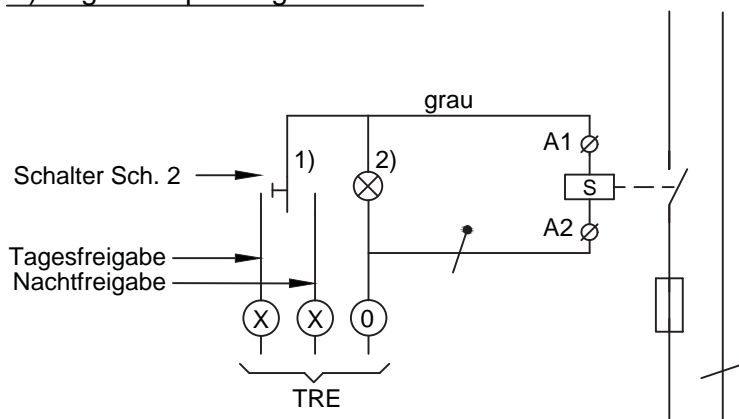 grau
A1
1)
2)
Schalter Sch. 2
S
A2
Tagesfreigabe
Nachtfreigabe
X X 0
TRE